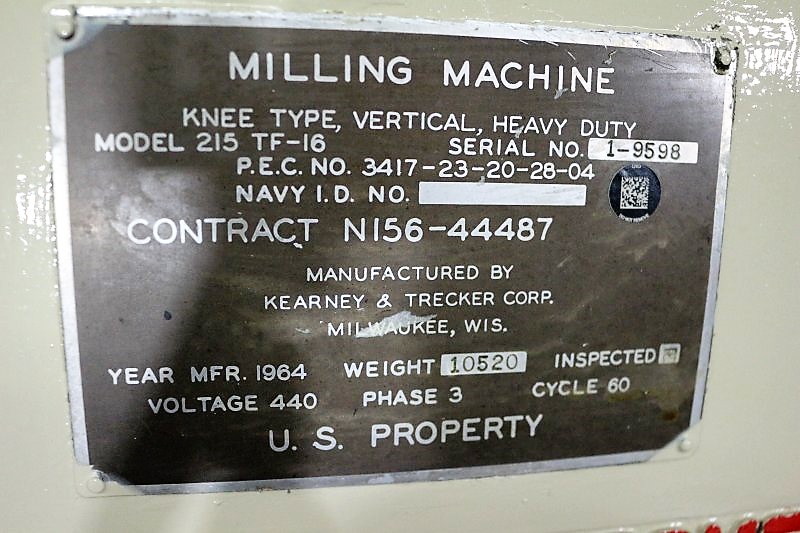 MILLING MACHINE
KNEE TYPE, VERTICAL, HEAVY DUTY
MODEL 215 TF-16 SERIAL NO. 1-9598
P.E.C. NO. 3417-23-20-28-04
NAVY I.D. NO.
CONTRACT N156-44487
MANUFACTURED BY
KEARNEY & TRECKER CORP.
MILWAUKEE, WIS.
YEAR MFR. 1964 WEIGHT 10520 INSPECTED
VOLTAGE 440 PHASE 3 CYCLE 60
U. S. PROPERTY